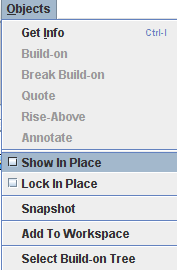 Objects
Get Info Ctrl-I
Build-on
Break Build-on
Quote
Rise-Above
Annotate
Show In Place
Lock In Place
Snapshot
Add To Workspace
Select Build-on Tree